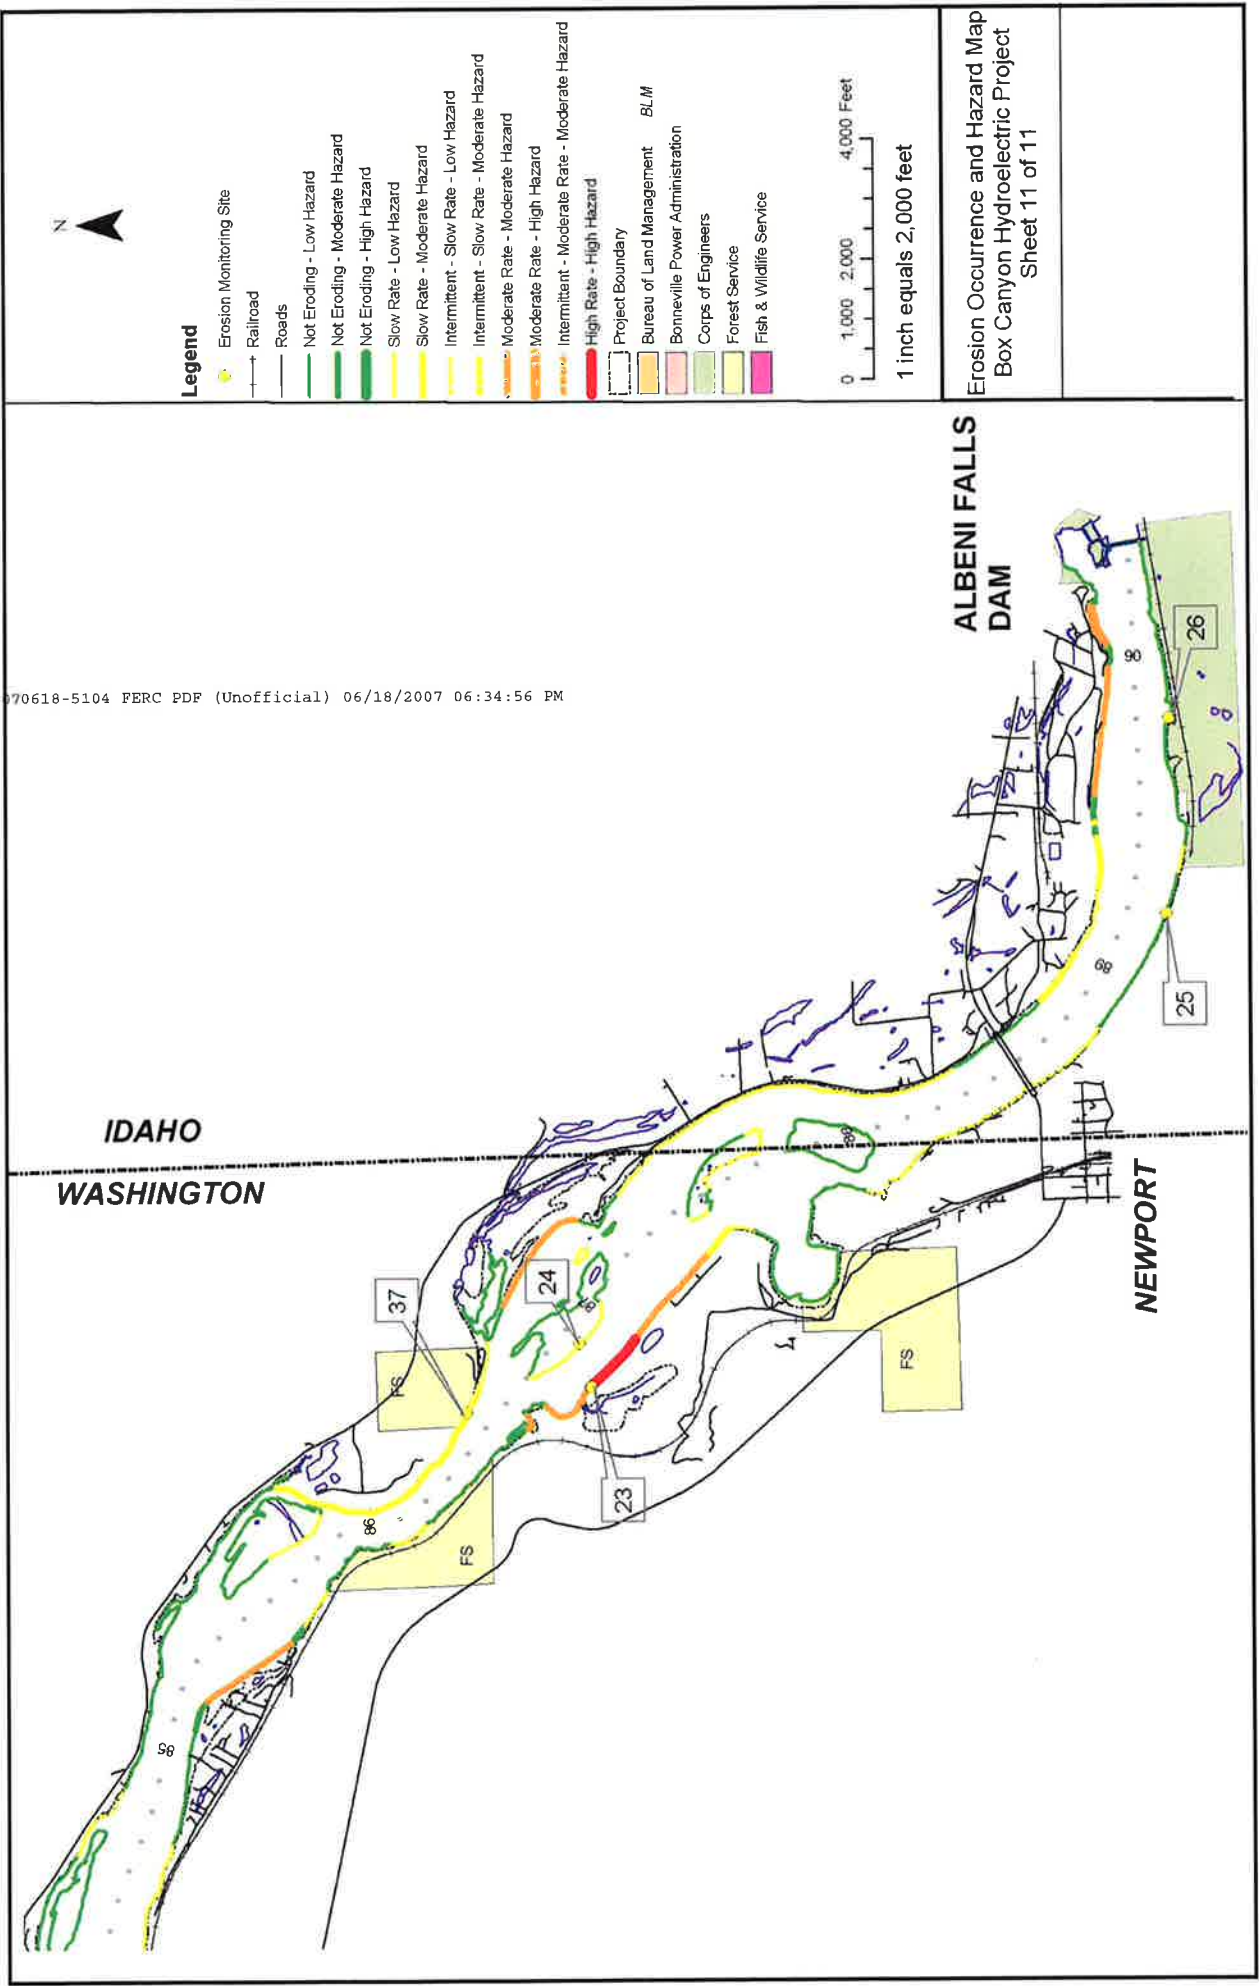 070618-5104 FERC PDF (Unofficial) 06/18/2007 06:34:56 PM
N
Legend
Erosion Monitoring Site
Railroad
Roads
Not Eroding - Low Hazard
Not Eroding - Moderate Hazard
Not Eroding - High Hazard
Slow Rate - Low Hazard
Slow Rate - Moderate Hazard
Intermittent - Slow Rate - Low Hazard
Intermittent - Slow Rate - Moderate Hazard
Moderate Rate - Moderate Hazard
Moderate Rate - High Hazard
Intermittent - Moderate Rate - Moderate Hazard
High Rate - High Hazard
Project Boundary
Bureau of Land Management BLM
Bonneville Power Administration
Corps of Engineers
Forest Service
Fish & Wildlife Service
0 1,000 2,000 4,000 Feet
1 inch equals 2,000 feet
Erosion Occurrence and Hazard Map
Box Canyon Hydroelectric Project
Sheet 11 of 11
IDAHO
WASHINGTON
ALBENI FALLS
DAM
NEWPORT
37
24
23
25
26
FS
FS
FS
85
86
87
88
89
90